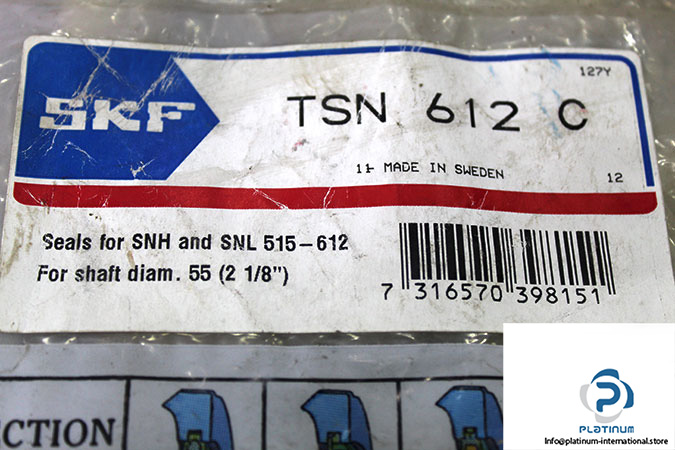 127Y
SKF
TSN 612 C
11- MADE IN SWEDEN
12
Seals for SNH and SNL 515-612
For shaft diam. 55 (2 1/8")
7 316570 398151
CTION
PLATINUM
Info@platinum-international.store